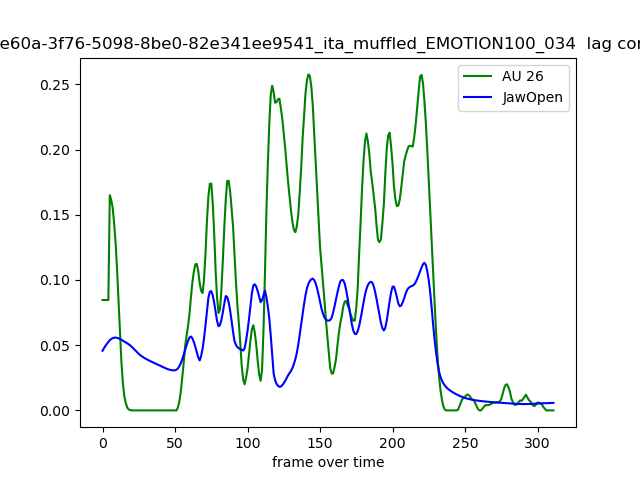 e60a-3f76-5098-8be0-82e341ee9541_ita_muffled_EMOTION100_034 lag
AU 26
JawOpen
0.25
0.20
0.15
0.10
0.05
0.00
0 50 100 150 200 250 300
frame over time